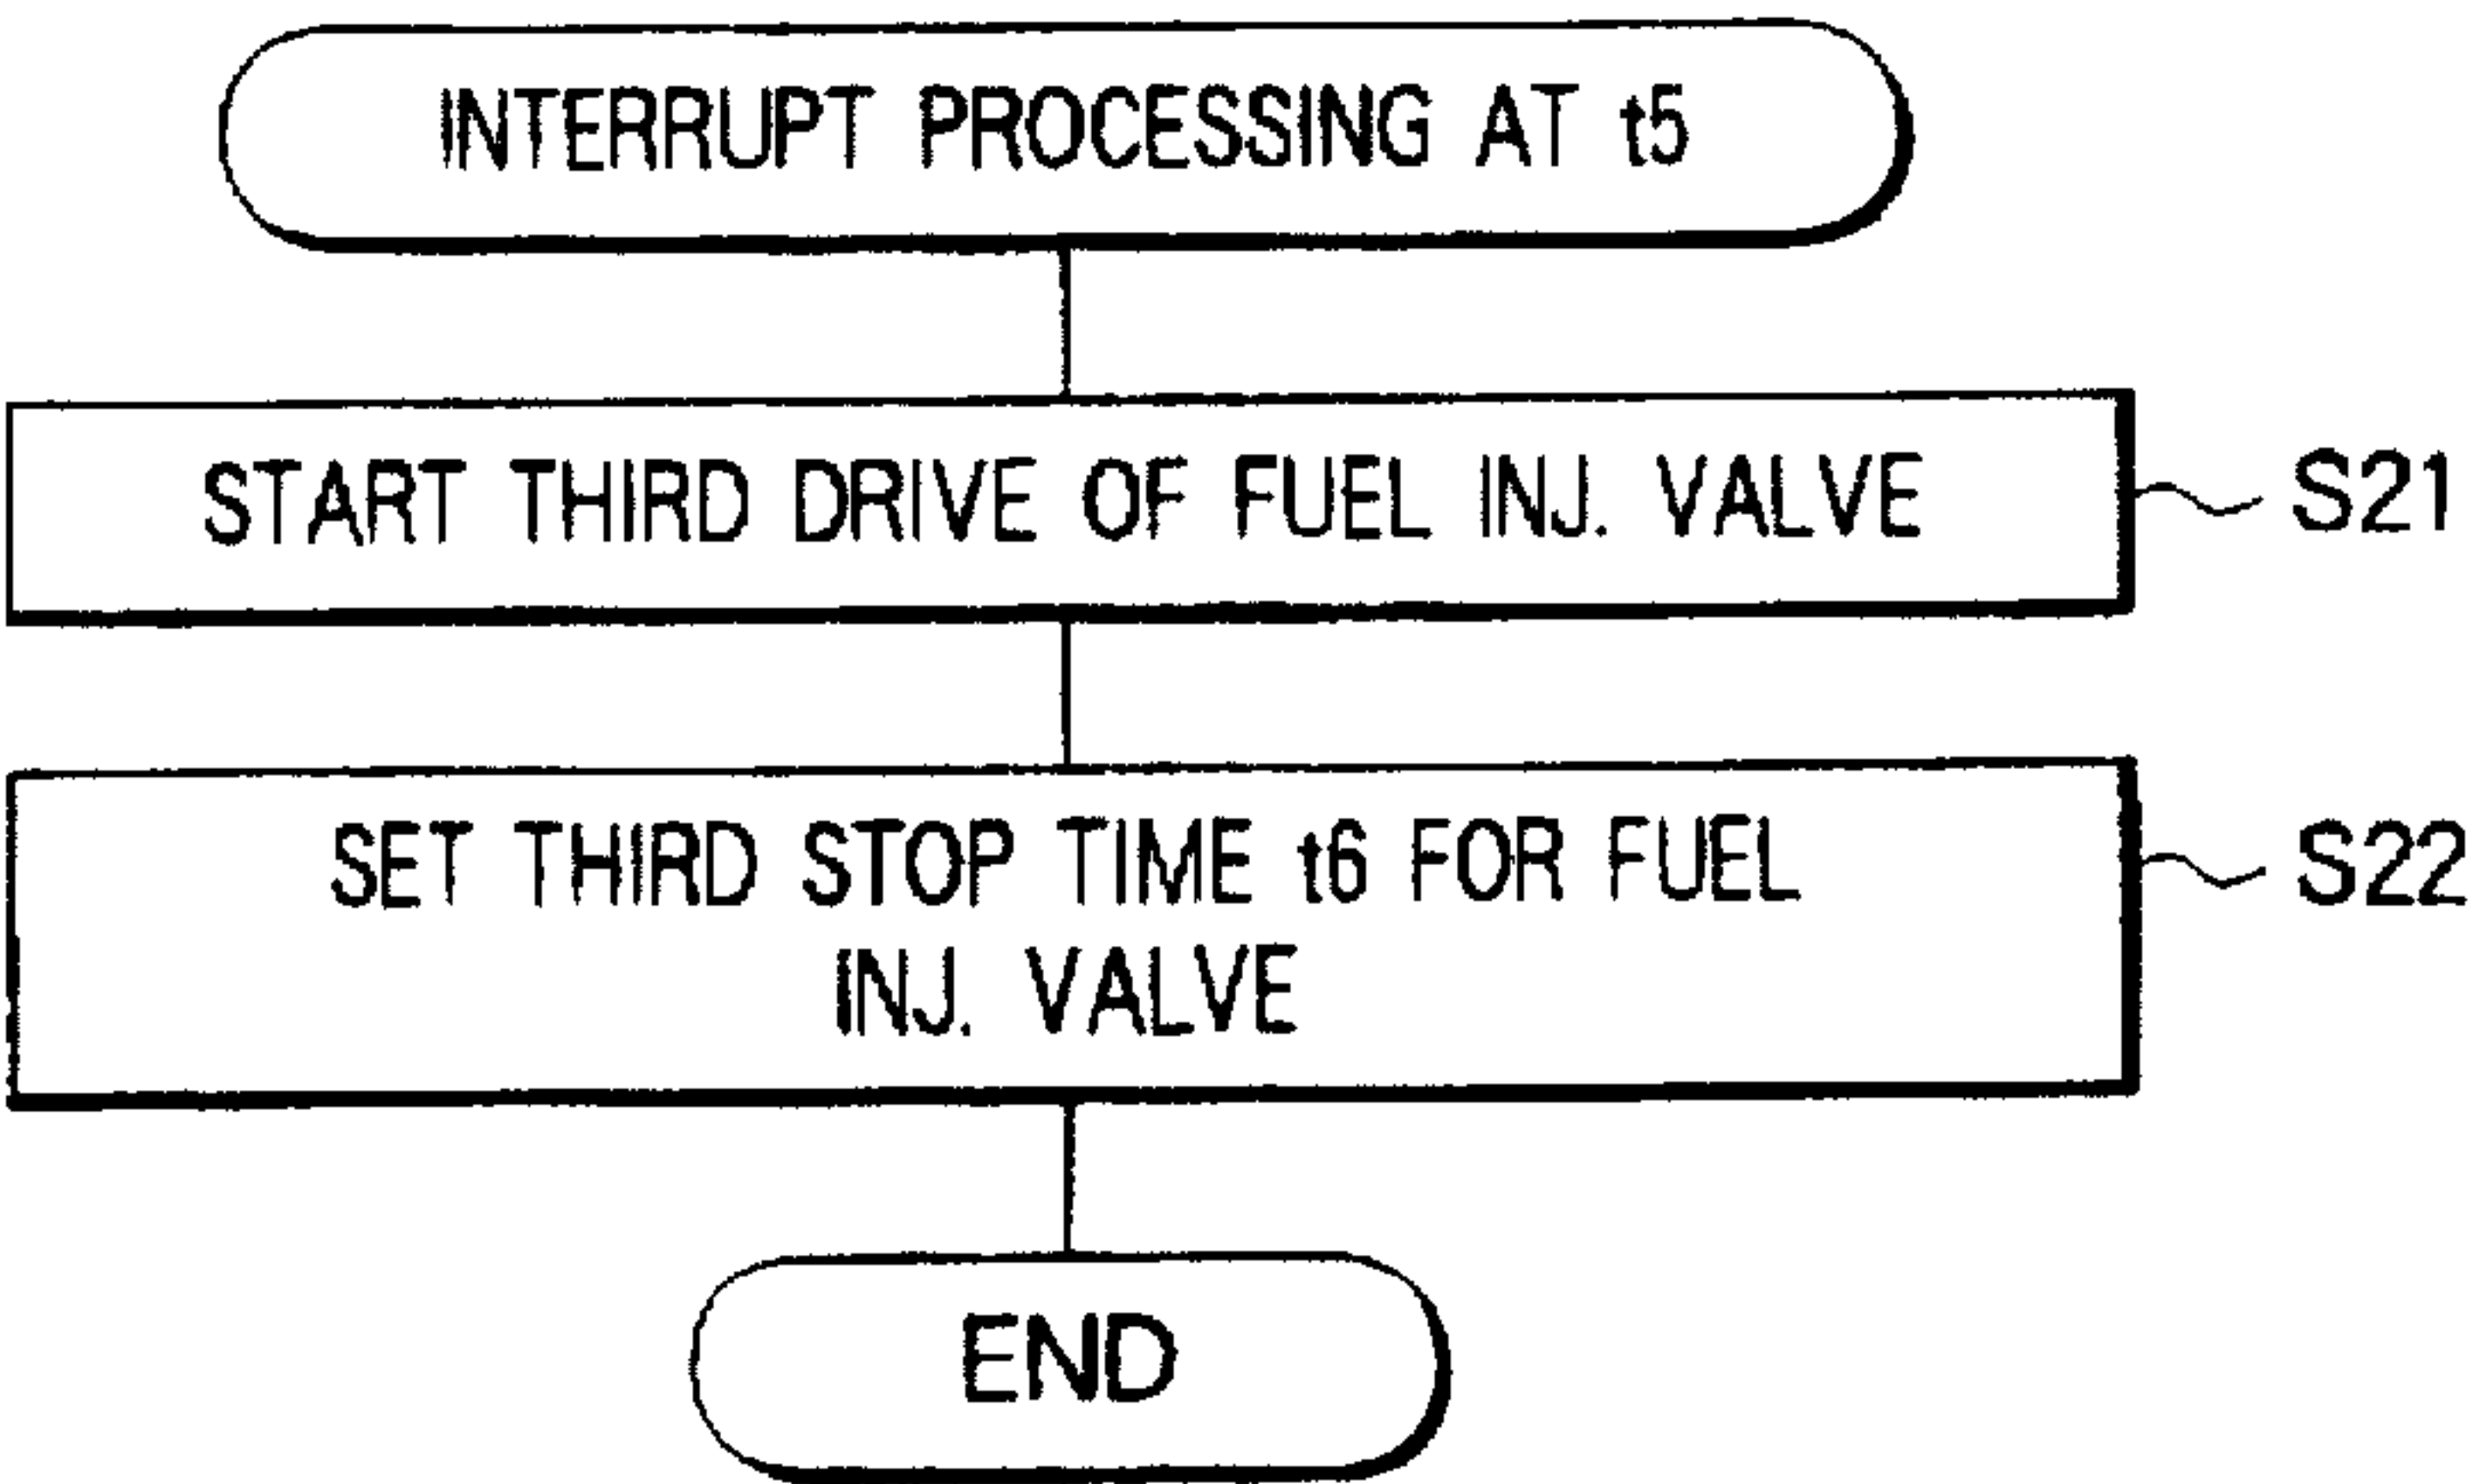 INTERRUPT PROCESSING AT t5
START THIRD DRIVE OF FUEL INJ. VALVE
S21
SET THIRD STOP TIME t6 FOR FUEL
INJ. VALVE
S22
END